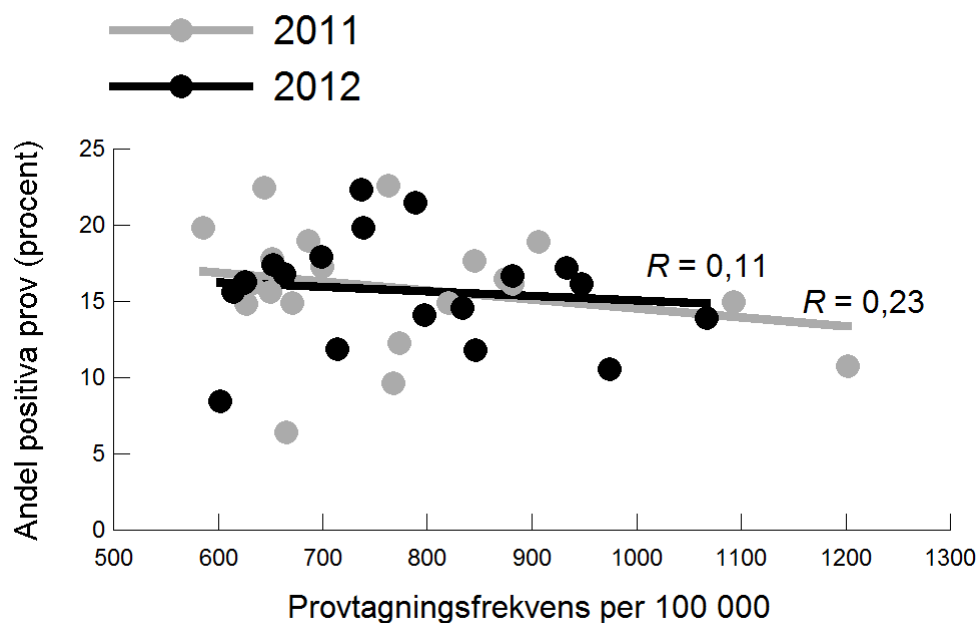 2011
2012
Andel positiva prov (procent)
25
20
15
10
5
0
R = 0,11
R = 0,23
500 600 700 800 900 1000 1100 1200 1300
Provtagningsfrekvens per 100 000